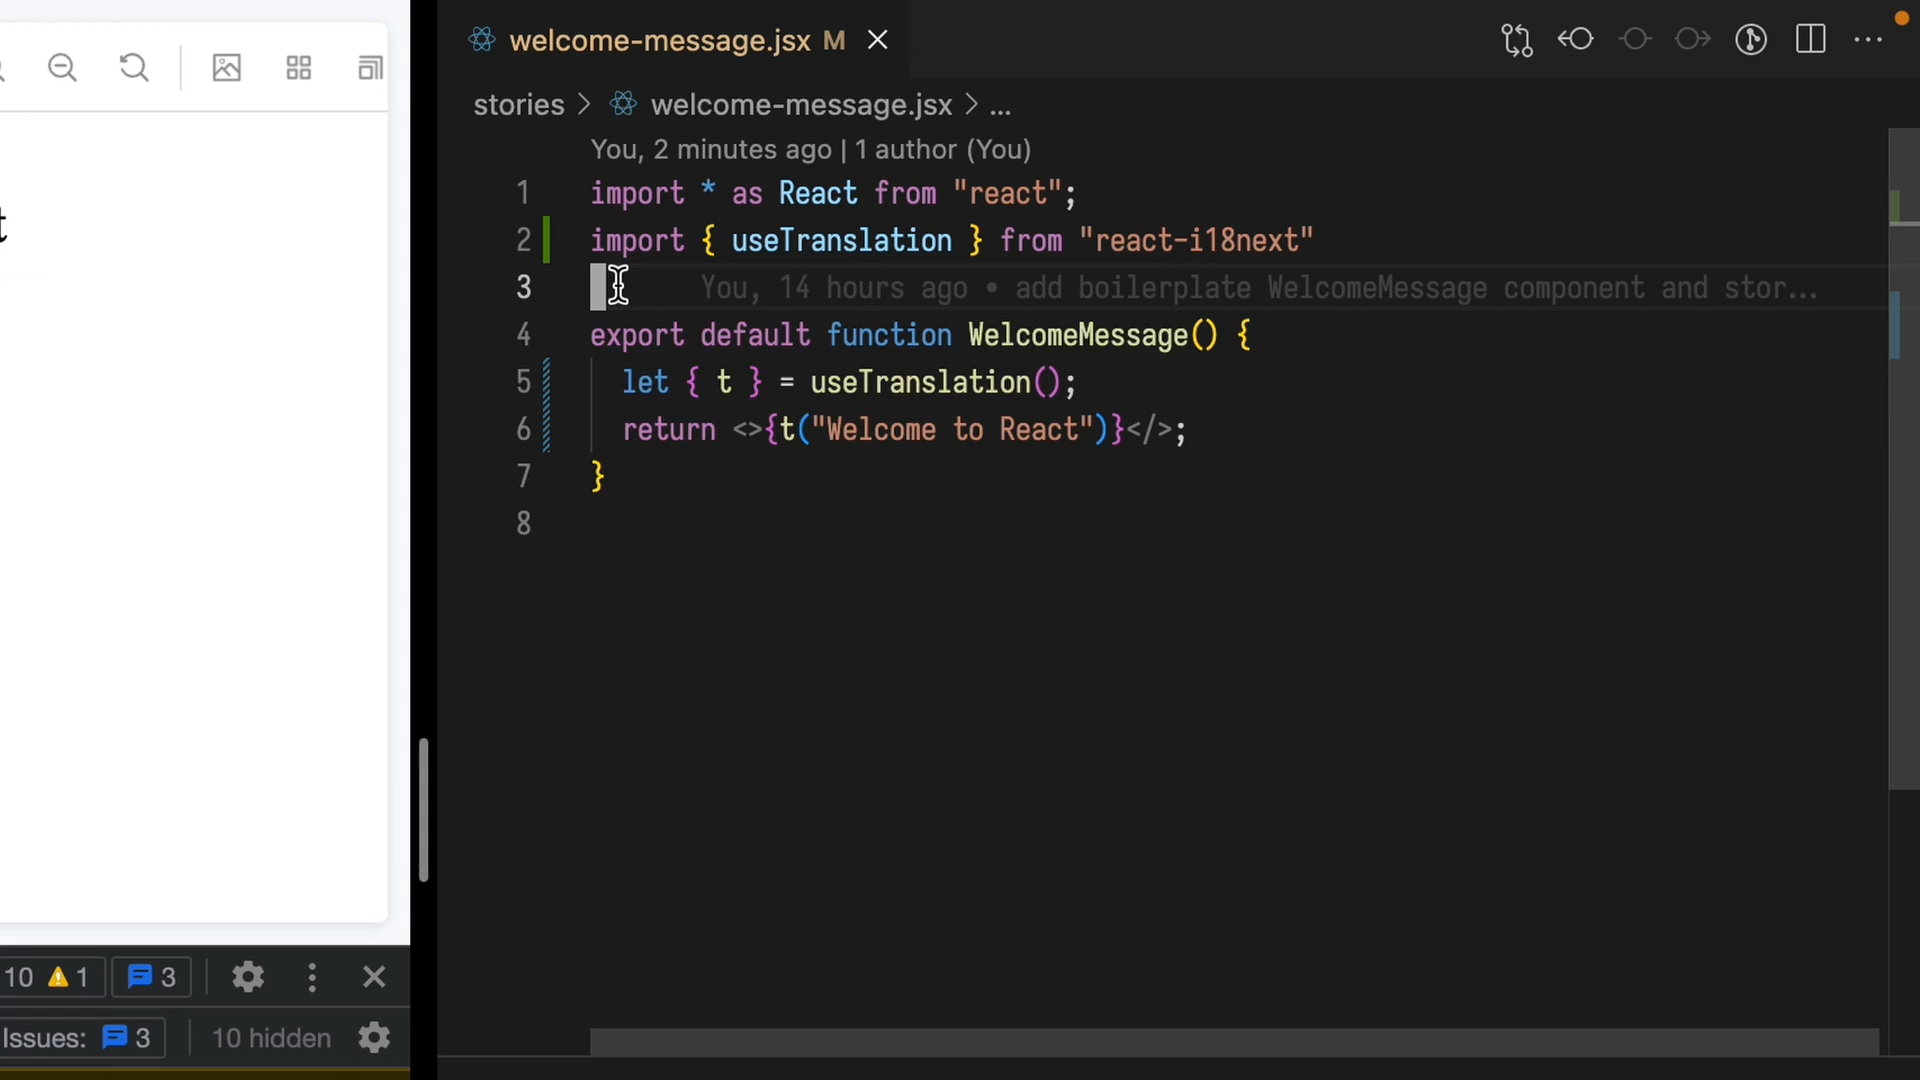 welcome-message.jsx M
stories > welcome-message.jsx > ...
You, 2 minutes ago | 1 author (You)
1 import * as React from "react";
2 import { useTranslation } from "react-i18next"
3 You, 14 hours ago • add boilerplate WelcomeMessage component and stor...
4 export default function WelcomeMessage() {
5 let { t } = useTranslation();
6 return <>{t("Welcome to React")}</>;
7 }
8
t
10 1 3
Issues: 3 10 hidden